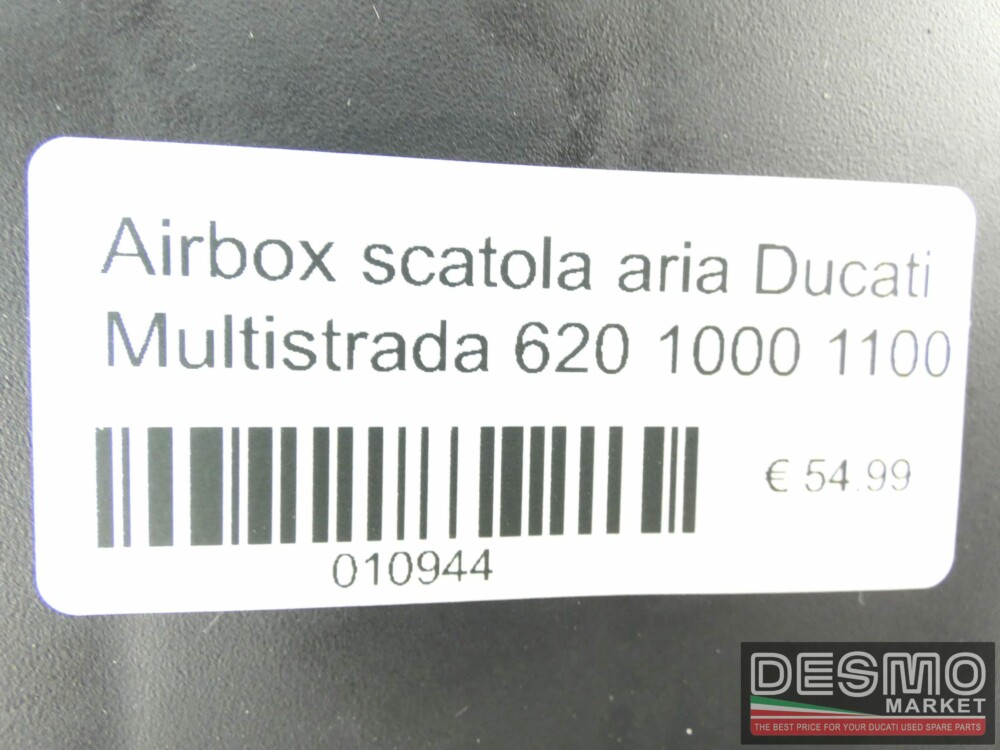 Airbox scatola aria Ducati
Multistrada 620 1000 1100
€ 54.99
010944
DESMO
MARKET
THE BEST PRICE FOR YOUR DUCATI USED SPARE PARTS